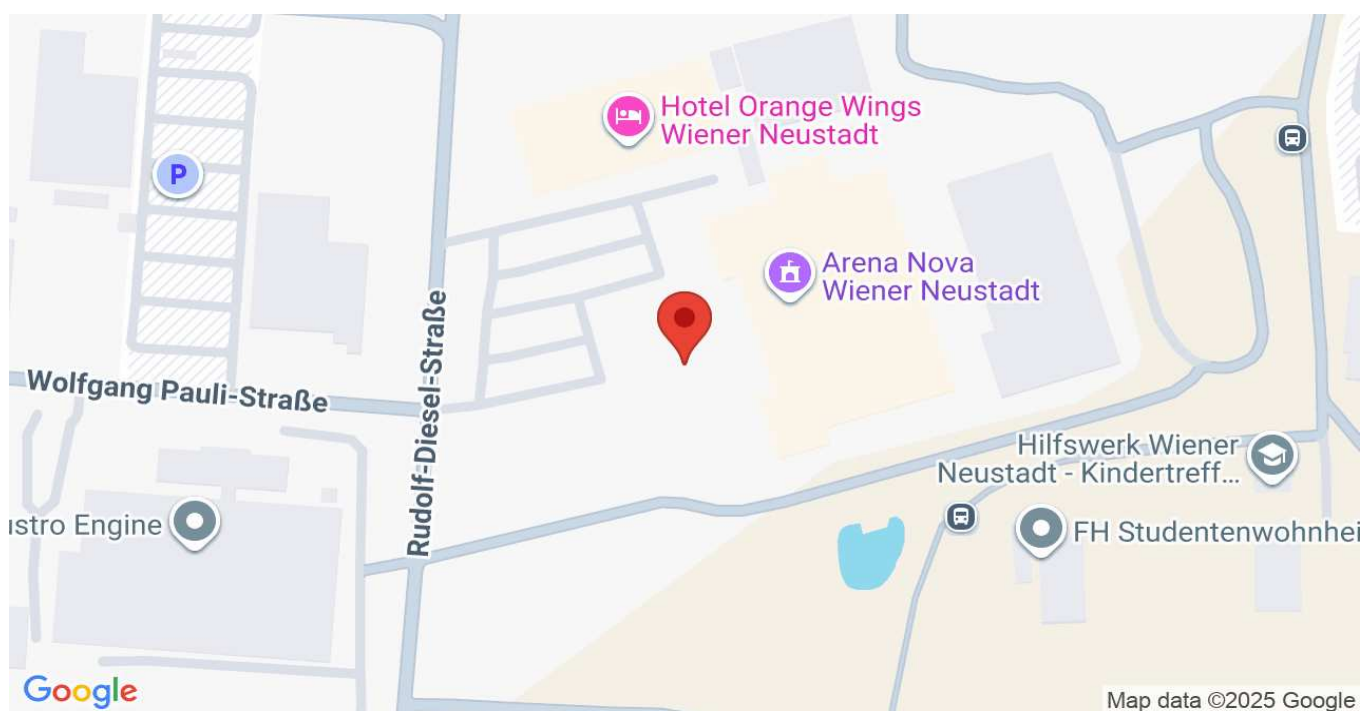 Hotel Orange Wings
Wiener Neustadt
P
Arena Nova
Wiener Neustadt
Rudolf-Diesel-Straße
Wolfgang Pauli-Straße
Hilfswerk Wiener
Neustadt - Kindertreff...
ustro Engine
FH Studentenwohnhei
Google
Map data ©2025 Google